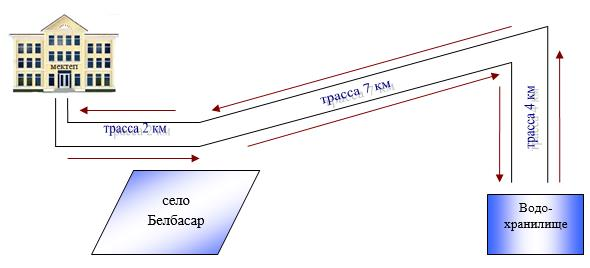 мектеп
трасса 2 км
трасса 7 км
трасса 4 км
село
Белбасар
Водо-
хранилище